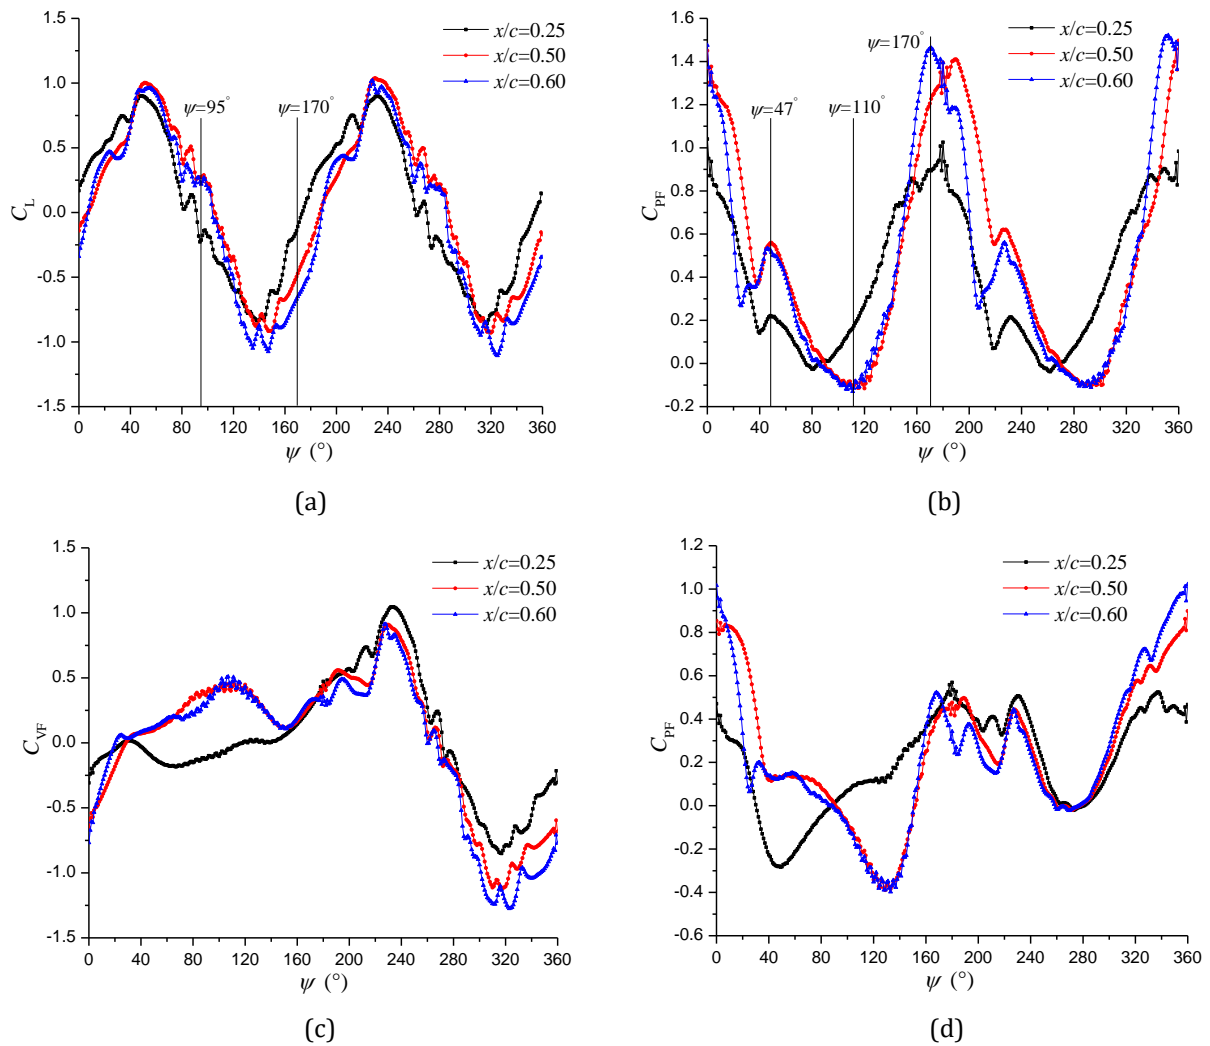 1.5
1.0
0.5
0.0
-0.5
-1.0
-1.5
C_L
x/c=0.25
x/c=0.50
x/c=0.60
ψ=95°
ψ=170°
0 40 80 120 160 200 240 280 320 360
ψ (°)
(a)
1.6
1.4
1.2
1.0
0.8
0.6
0.4
0.2
0.0
-0.2
C_PF
x/c=0.25
x/c=0.50
x/c=0.60
ψ=170°
ψ=47°
ψ=110°
0 40 80 120 160 200 240 280 320 360
ψ (°)
(b)
1.5
1.0
0.5
0.0
-0.5
-1.0
-1.5
C_VF
x/c=0.25
x/c=0.50
x/c=0.60
0 40 80 120 160 200 240 280 320 360
ψ (°)
(c)
1.2
1.0
0.8
0.6
0.4
0.2
0.0
-0.2
-0.4
-0.6
C_PF
x/c=0.25
x/c=0.50
x/c=0.60
0 40 80 120 160 200 240 280 320 360
ψ (°)
(d)